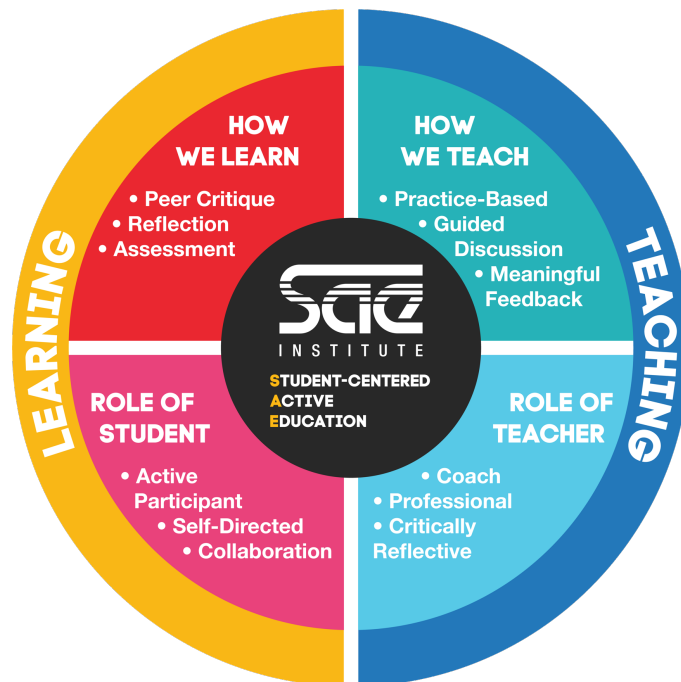 LEARNING
HOW
WE LEARN
• Peer Critique
• Reflection
• Assessment
HOW
WE TEACH
• Practice-Based
• Guided
Discussion
• Meaningful
Feedback
TEACHING
sae
INSTITUTE
STUDENT-CENTERED
ACTIVE
EDUCATION
ROLE OF
STUDENT
• Active
Participant
• Self-Directed
• Collaboration
ROLE OF
TEACHER
• Coach
• Professional
• Critically
Reflective